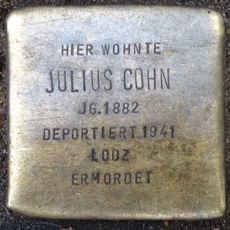 HIER WOHNTE
JULIUS COHN
JG. 1882
DEPORTIERT 1941
ŁODZ
ERMORDET